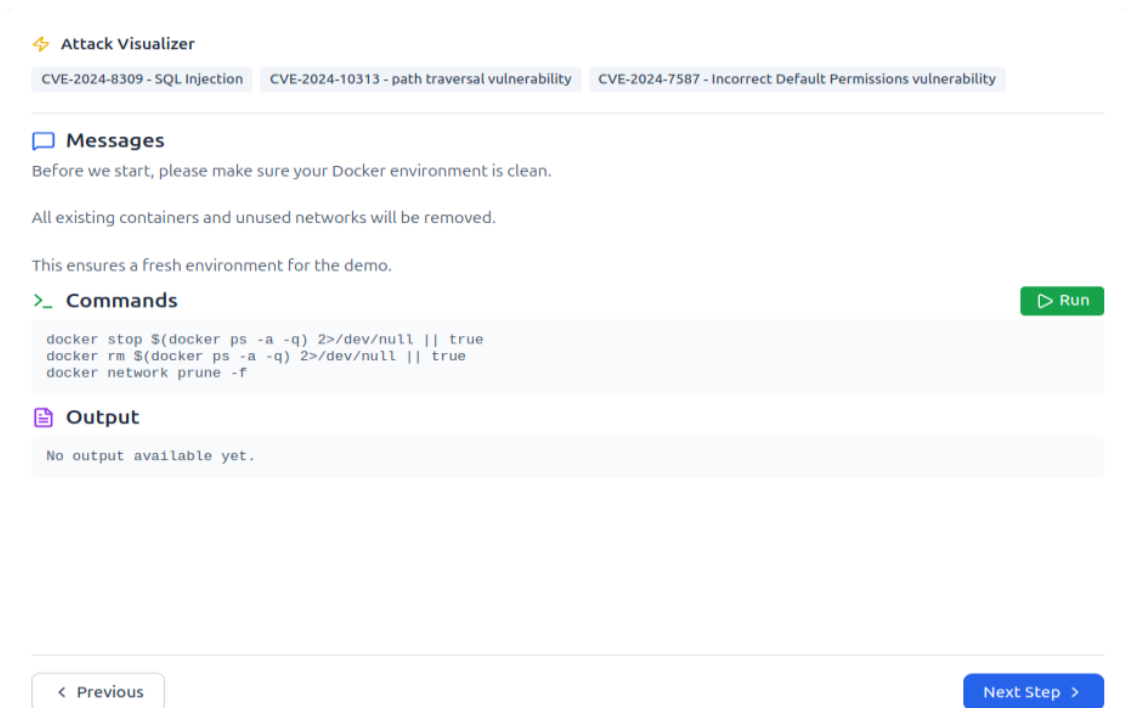 Attack Visualizer
CVE-2024-8309 - SQL Injection CVE-2024-10313 - path traversal vulnerability CVE-2024-7587 - Incorrect Default Permissions vulnerability
Messages
Before we start, please make sure your Docker environment is clean.
All existing containers and unused networks will be removed.
This ensures a fresh environment for the demo.
Commands
Run
docker stop $(docker ps -a -q) 2>/dev/null || true
docker rm $(docker ps -a -q) 2>/dev/null || true
docker network prune -f
Output
No output available yet.
Previous
Next Step